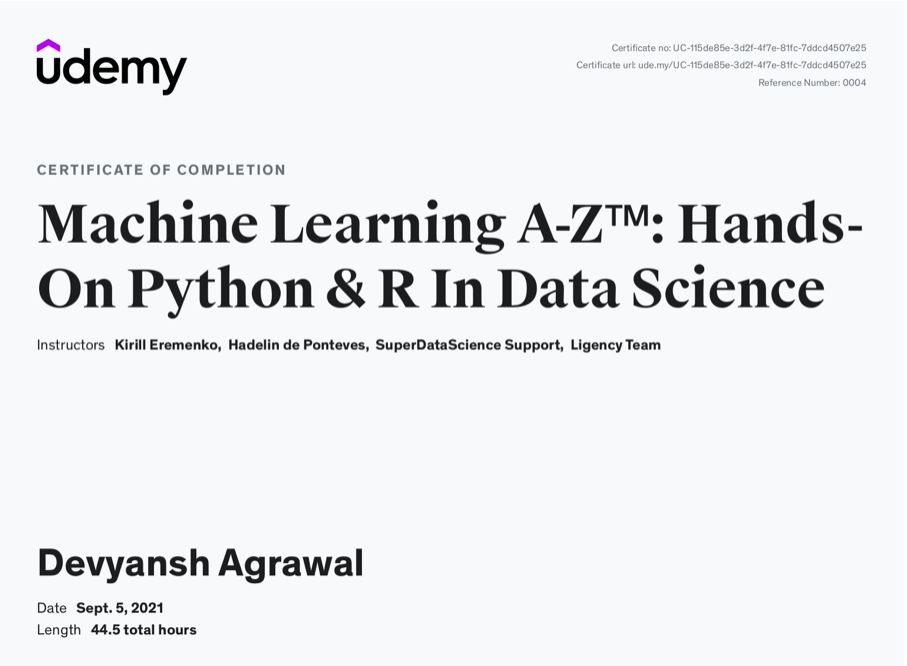 udemy
Certificate no: UC-115de85e-3d2f-4f7e-81fc-7ddcd4507e25
Certificate url: ude.my/UC-115de85e-3d2f-4f7e-81fc-7ddcd4507e25
Reference Number: 0004
CERTIFICATE OF COMPLETION
Machine Learning A-Z™: Hands-
On Python & R In Data Science
Instructors Kirill Eremenko, Hadelin de Ponteves, SuperDataScience Support, Ligency Team
Devyansh Agrawal
Date Sept. 5, 2021
Length 44.5 total hours